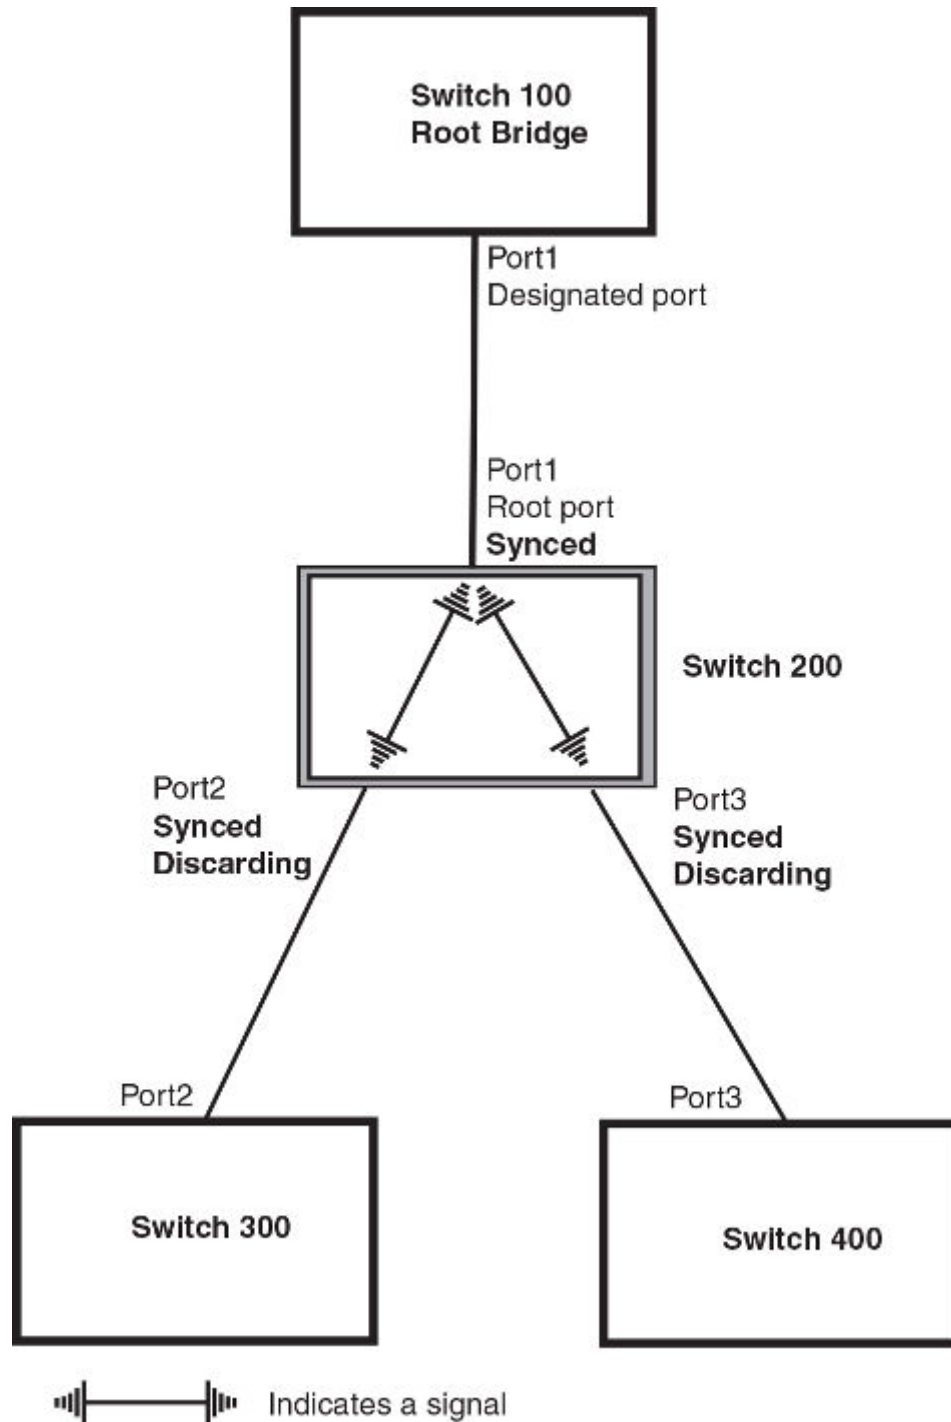 Switch 100
Root Bridge
Port1
Designated port
Port1
Root port
Synced
Switch 200
Port2
Synced
Discarding
Port3
Synced
Discarding
Port2
Port3
Switch 300
Switch 400
Indicates a signal